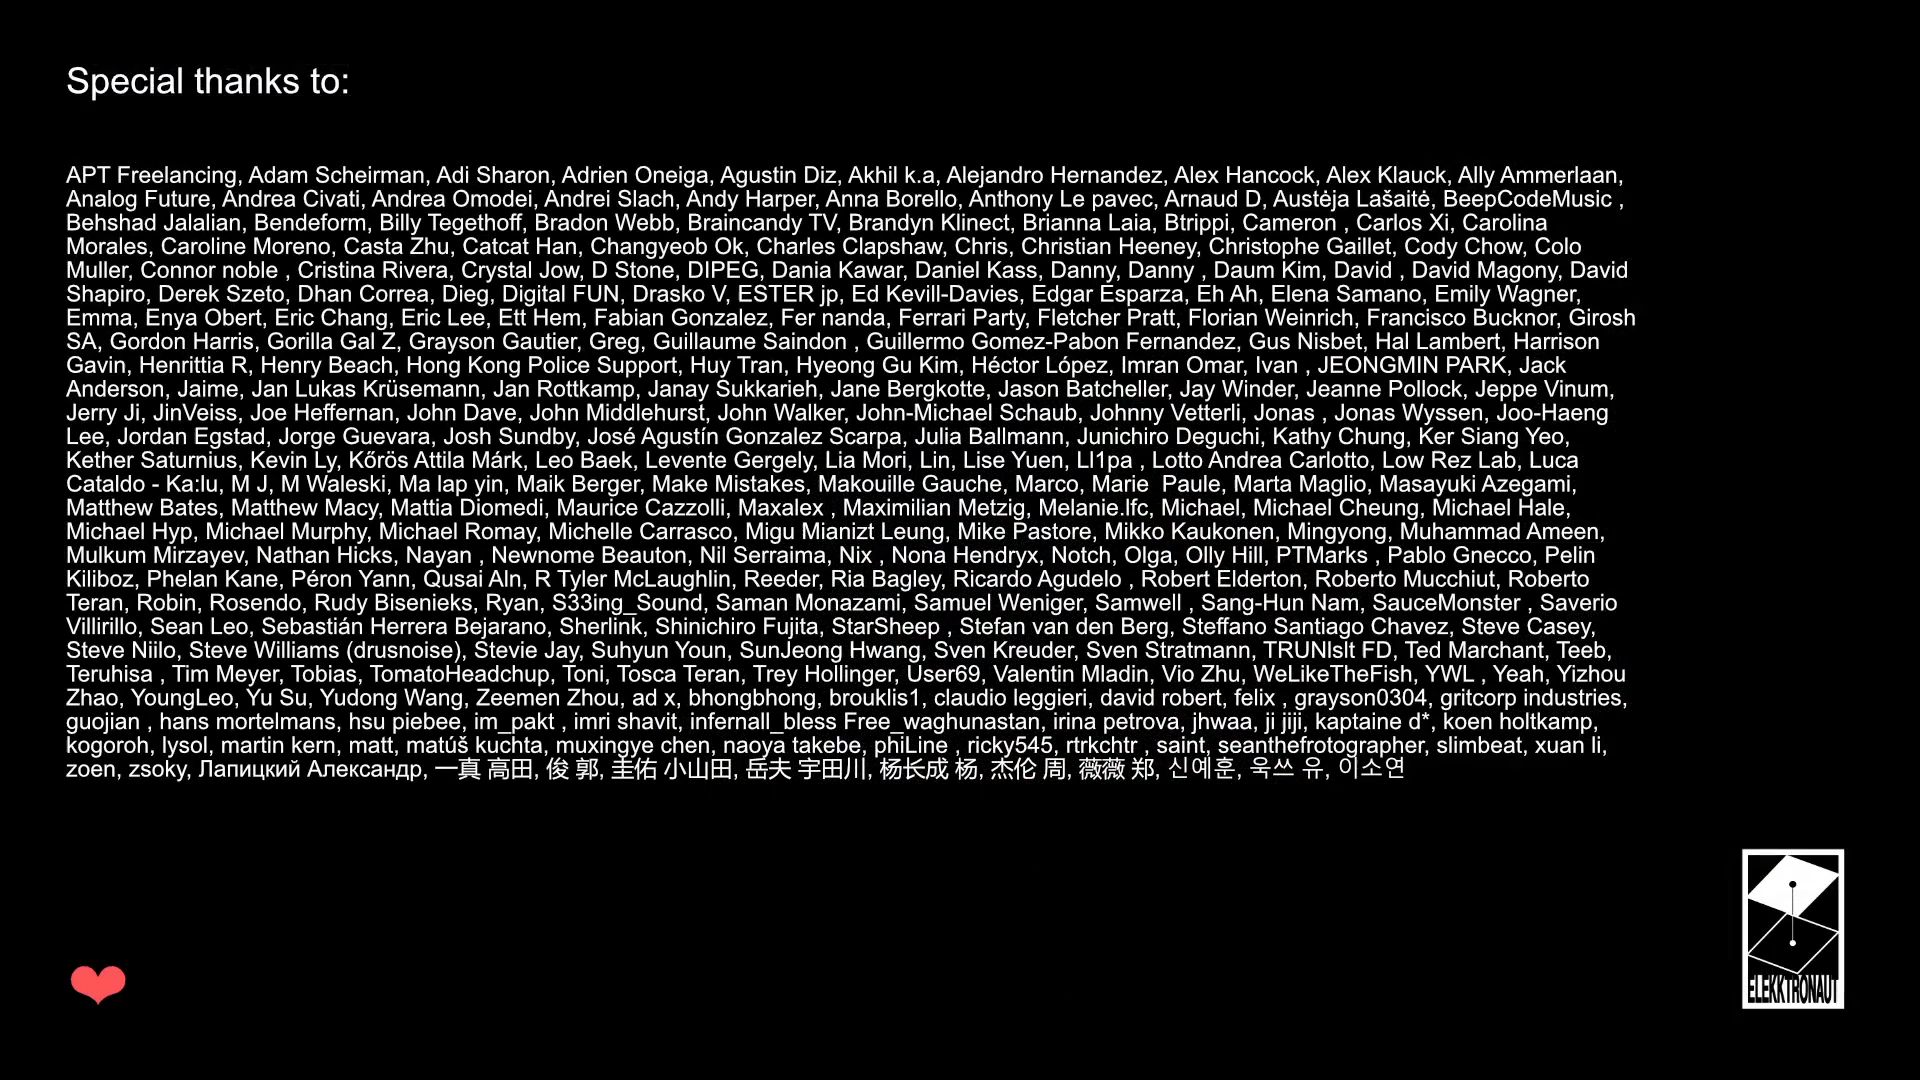 Special thanks to:
APT Freelancing, Adam Scheirman, Adi Sharon, Adrien Oneiga, Agustin Diz, Akhil k.a, Alejandro Hernandez, Alex Hancock, Alex Klauck, Ally Ammerlaan,
Analog Future, Andrea Civati, Andrea Omodei, Andrei Slach, Andy Harper, Anna Borello, Anthony Le pavec, Arnaud D, Austėja Lašaitė, BeepCodeMusic ,
Behshad Jalalian, Bendeform, Billy Tegethoff, Bradon Webb, Braincandy TV, Brandyn Klinect, Brianna Laia, Btrippi, Cameron , Carlos Xi, Carolina
Morales, Caroline Moreno, Casta Zhu, Catcat Han, Changyeob Ok, Charles Clapshaw, Chris, Christian Heeney, Christophe Gaillet, Cody Chow, Colo
Muller, Connor noble , Cristina Rivera, Crystal Jow, D Stone, DIPEG, Dania Kawar, Daniel Kass, Danny, Danny , Daum Kim, David , David Magony, David
Shapiro, Derek Szeto, Dhan Correa, Dieg, Digital FUN, Drasko V, ESTER jp, Ed Kevill-Davies, Edgar Esparza, Eh Ah, Elena Samano, Emily Wagner,
Emma, Enya Obert, Eric Chang, Eric Lee, Ett Hem, Fabian Gonzalez, Fer nanda, Ferrari Party, Fletcher Pratt, Florian Weinrich, Francisco Bucknor, Girosh
SA, Gordon Harris, Gorilla Gal Z, Grayson Gautier, Greg, Guillaume Saindon , Guillermo Gomez-Pabon Fernandez, Gus Nisbet, Hal Lambert, Harrison
Gavin, Henrittia R, Henry Beach, Hong Kong Police Support, Huy Tran, Hyeong Gu Kim, Héctor López, Imran Omar, Ivan , JEONGMIN PARK, Jack
Anderson, Jaime, Jan Lukas Krüsemann, Jan Rottkamp, Janay Sukkarieh, Jane Bergkotte, Jason Batcheller, Jay Winder, Jeanne Pollock, Jeppe Vinum,
Jerry Ji, JinVeiss, Joe Heffernan, John Dave, John Middlehurst, John Walker, John-Michael Schaub, Johnny Vetterli, Jonas , Jonas Wyssen, Joo-Haeng
Lee, Jordan Egstad, Jorge Guevara, Josh Sundby, José Agustín Gonzalez Scarpa, Julia Ballmann, Junichiro Deguchi, Kathy Chung, Ker Siang Yeo,
Kether Saturnius, Kevin Ly, Kőrös Attila Márk, Leo Baek, Levente Gergely, Lia Mori, Lin, Lise Yuen, Ll1pa , Lotto Andrea Carlotto, Low Rez Lab, Luca
Cataldo - Ka:lu, M J, M Waleski, Ma lap yin, Maik Berger, Make Mistakes, Makouille Gauche, Marco, Marie  Paule, Marta Maglio, Masayuki Azegami,
Matthew Bates, Matthew Macy, Mattia Diomedi, Maurice Cazzolli, Maxalex , Maximilian Metzig, Melanie.lfc, Michael, Michael Cheung, Michael Hale,
Michael Hyp, Michael Murphy, Michael Romay, Michelle Carrasco, Migu Mianizt Leung, Mike Pastore, Mikko Kaukonen, Mingyong, Muhammad Ameen,
Mulkum Mirzayev, Nathan Hicks, Nayan , Newnome Beauton, Nil Serraima, Nix , Nona Hendryx, Notch, Olga, Olly Hill, PTMarks , Pablo Gnecco, Pelin
Kiliboz, Phelan Kane, Péron Yann, Qusai Aln, R Tyler McLaughlin, Reeder, Ria Bagley, Ricardo Agudelo , Robert Elderton, Roberto Mucchiut, Roberto
Teran, Robin, Rosendo, Rudy Bisenieks, Ryan, S33ing_Sound, Saman Monazami, Samuel Weniger, Samwell , Sang-Hun Nam, SauceMonster , Saverio
Villirillo, Sean Leo, Sebastián Herrera Bejarano, Sherlink, Shinichiro Fujita, StarSheep , Stefan van den Berg, Steffano Santiago Chavez, Steve Casey,
Steve Niilo, Steve Williams (drusnoise), Stevie Jay, Suhyun Youn, SunJeong Hwang, Sven Kreuder, Sven Stratmann, TRUNlslt FD, Ted Marchant, Teeb,
Teruhisa , Tim Meyer, Tobias, TomatoHeadchup, Toni, Tosca Teran, Trey Hollinger, User69, Valentin Mladin, Vio Zhu, WeLikeTheFish, YWL , Yeah, Yizhou
Zhao, YoungLeo, Yu Su, Yudong Wang, Zeemen Zhou, ad x, bhongbhong, brouklis1, claudio leggieri, david robert, felix , grayson0304, gritcorp industries,
guojian , hans mortelmans, hsu piebee, im_pakt , imri shavit, infernall_bless Free_waghunastan, irina petrova, jhwaa, ji jiji, kaptaine d*, koen holtkamp,
kogoroh, lysol, martin kern, matt, matúš kuchta, muxingye chen, naoya takebe, phiLine , ricky545, rtrkchtr , saint, seanthefrotographer, slimbeat, xuan li,
zoen, zsoky, Лапицкий Александр, 一真 高田, 俊 郭, 圭佑 小山田, 岳夫 宇田川, 杨长成 杨, 杰伦 周, 薇薇 郑, 신예훈, 욱쓰 유, 이소연
ELEKKTRONAUT